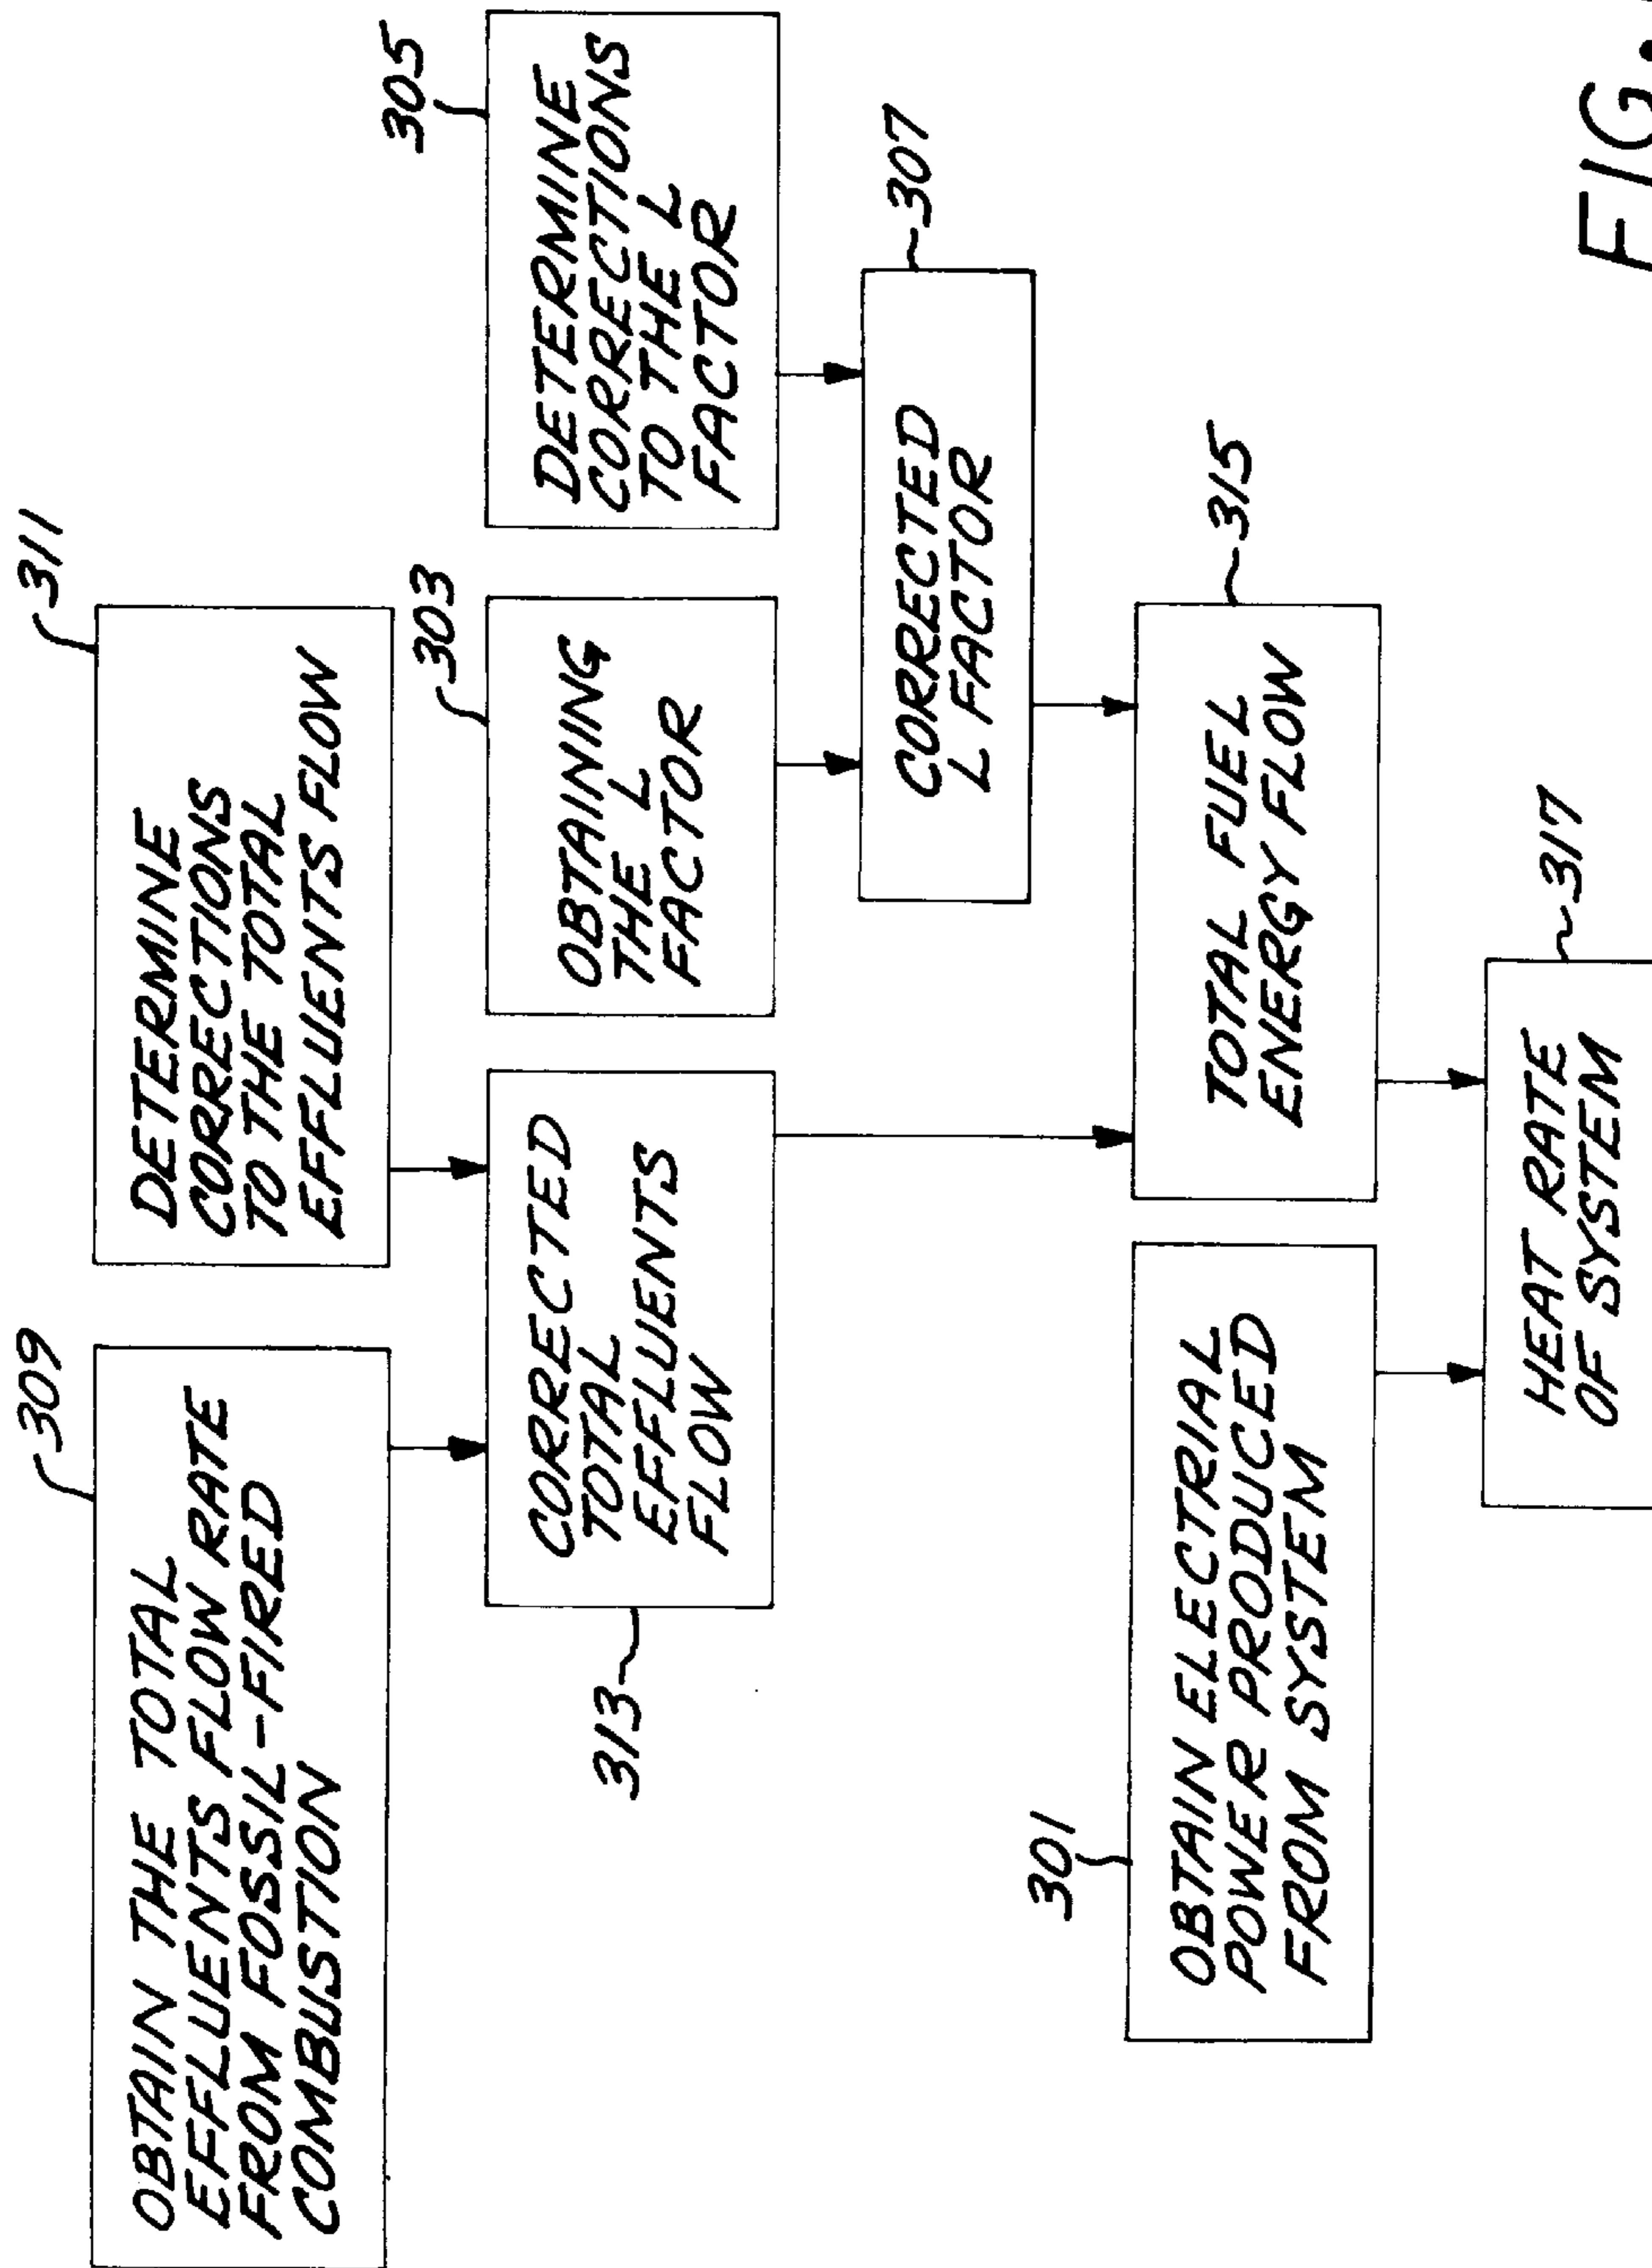 309
OBTAIN THE TOTAL
EFFLUENTS FLOW RATE
FROM FOSSIL-FIRED
COMBUSTION
311
DETERMINE
CORRECTIONS
TO THE TOTAL
EFFLUENTS FLOW
313
CORRECTED
TOTAL
EFFLUENTS
FLOW
303
OBTAINING
THE L
FACTOR
305
DETERMINE
CORRECTIONS
TO THE L
FACTOR
307
CORRECTED
L FACTOR
301
OBTAIN ELECTRIAL
POWER PRODUCED
FROM SYSTEM
315
TOTAL FUEL
ENERGY FLOW
317
HEAT RATE
OF SYSTEM
FIG.